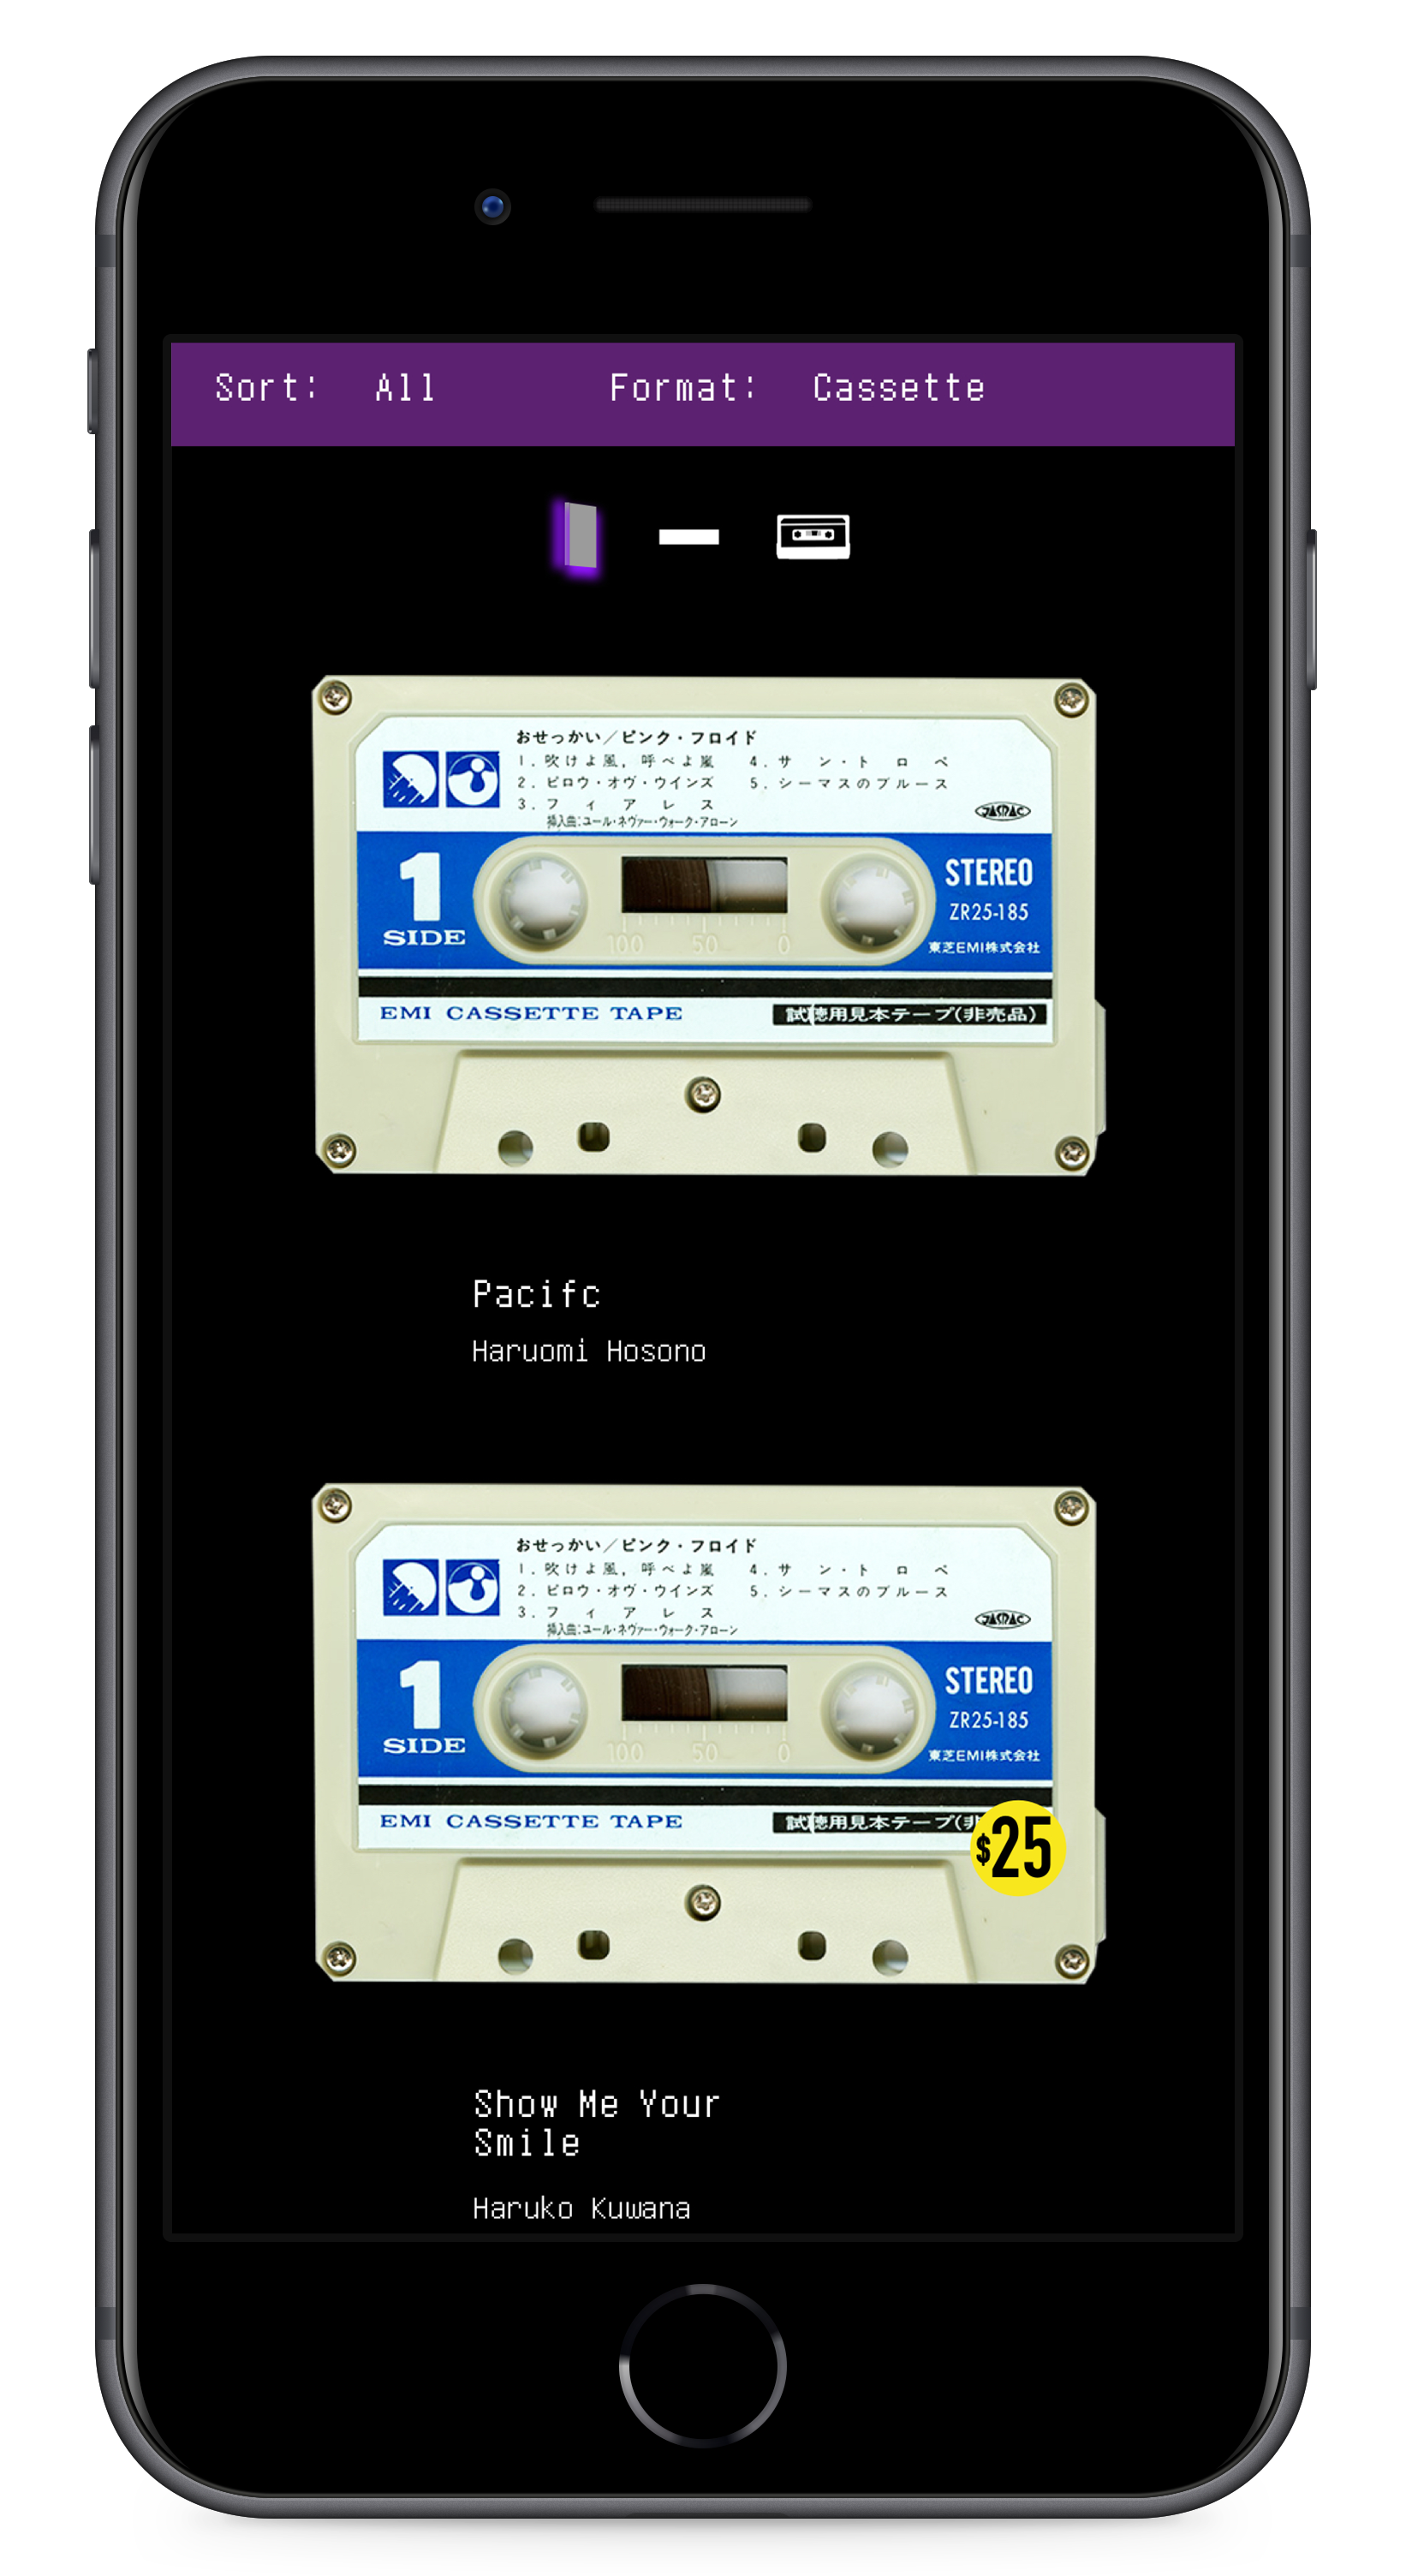 Sort: All Format: Cassette
おせっかい／ピンク・フロイド
1. 吹けよ風, 呼べよ嵐 4. サン・トロペ
2. ピロウ・オヴ・ウインズ 5. シーマスのブルース
3. フィアレス
挿入曲:ユール・ネヴァー・ウォーク・アローン
JASRAC
1 STEREO
ZR25-185
SIDE 東芝EMI株式会社
100 50 0
EMI CASSETTE TAPE 試聴用見本テープ(非売品)
Pacifc
Haruomi Hosono
おせっかい／ピンク・フロイド
1. 吹けよ風, 呼べよ嵐 4. サン・トロペ
2. ピロウ・オヴ・ウインズ 5. シーマスのブルース
3. フィアレス
挿入曲:ユール・ネヴァー・ウォーク・アローン
JASRAC
1 STEREO
ZR25-185
SIDE 東芝EMI株式会社
100 50 0
EMI CASSETTE TAPE 試聴用見本テープ(非
$25
Show Me Your
Smile
Haruko Kuwana